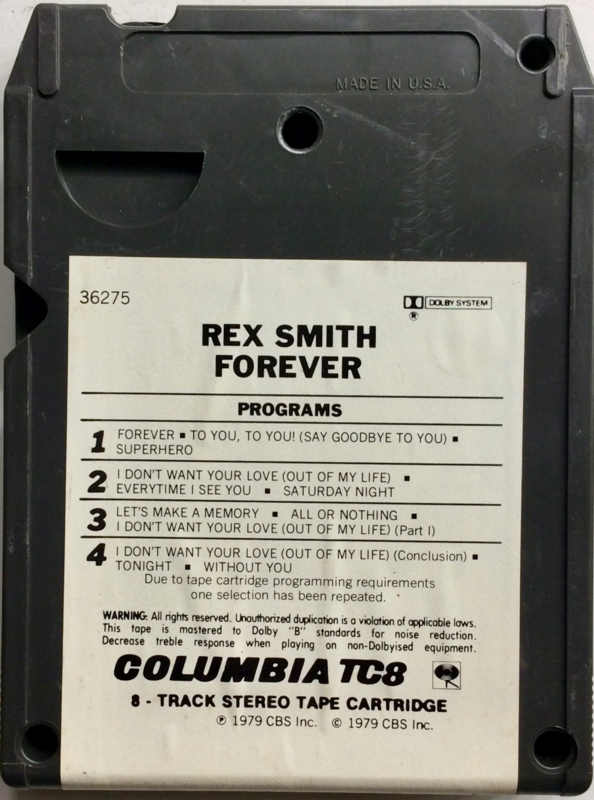 MADE IN U.S.A.
36275
DOLBY SYSTEM
®
REX SMITH
FOREVER
PROGRAMS
1 FOREVER ▪ TO YOU, TO YOU! (SAY GOODBYE TO YOU) ▪
SUPERHERO
2 I DON'T WANT YOUR LOVE (OUT OF MY LIFE) ▪
EVERYTIME I SEE YOU ▪ SATURDAY NIGHT
3 LET'S MAKE A MEMORY ▪ ALL OR NOTHING ▪
I DON'T WANT YOUR LOVE (OUT OF MY LIFE) (Part I)
4 I DON'T WANT YOUR LOVE (OUT OF MY LIFE) (Conclusion) ▪
TONIGHT ▪ WITHOUT YOU
Due to tape cartridge programming requirements
one selection has been repeated.
WARNING: All rights reserved. Unauthorized duplication is a violation of applicable laws.
This tape is mastered to Dolby "B" standards for noise reduction.
Decrease treble response when playing on non-Dolbyised equipment.
COLUMBIA TC8
8 - TRACK STEREO TAPE CARTRIDGE
℗ 1979 CBS Inc. © 1979 CBS Inc.